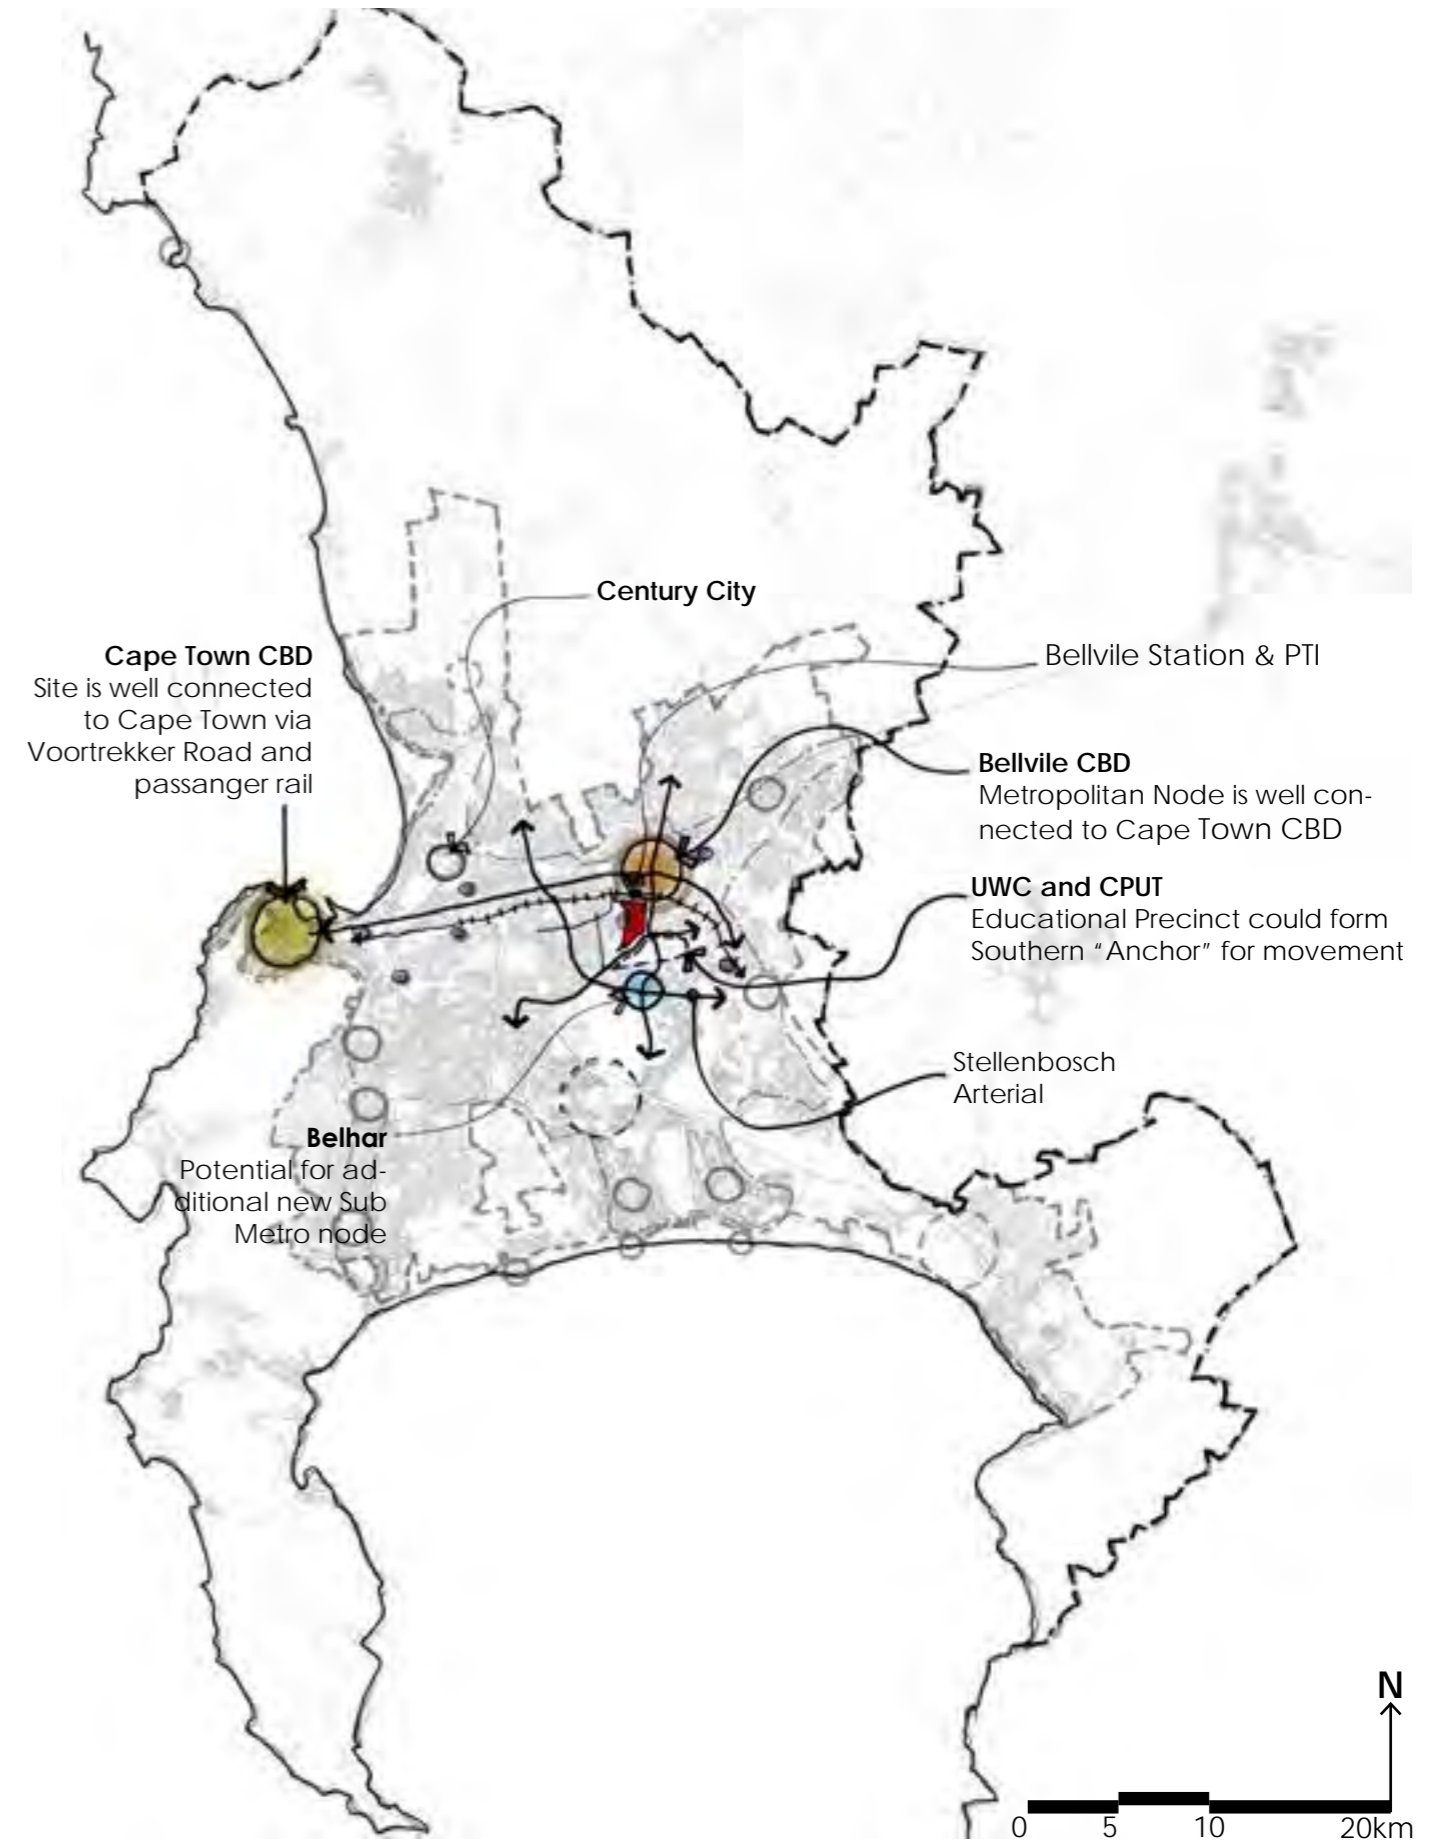 Century City
Cape Town CBD
Site is well connected
to Cape Town via
Voortrekker Road and
passanger rail
Bellvile Station & PTI
Bellvile CBD
Metropolitan Node is well con-
nected to Cape Town CBD
UWC and CPUT
Educational Precinct could form
Southern “Anchor” for movement
Stellenbosch
Arterial
Belhar
Potential for ad-
ditional new Sub
Metro node
N
0 5 10 20km